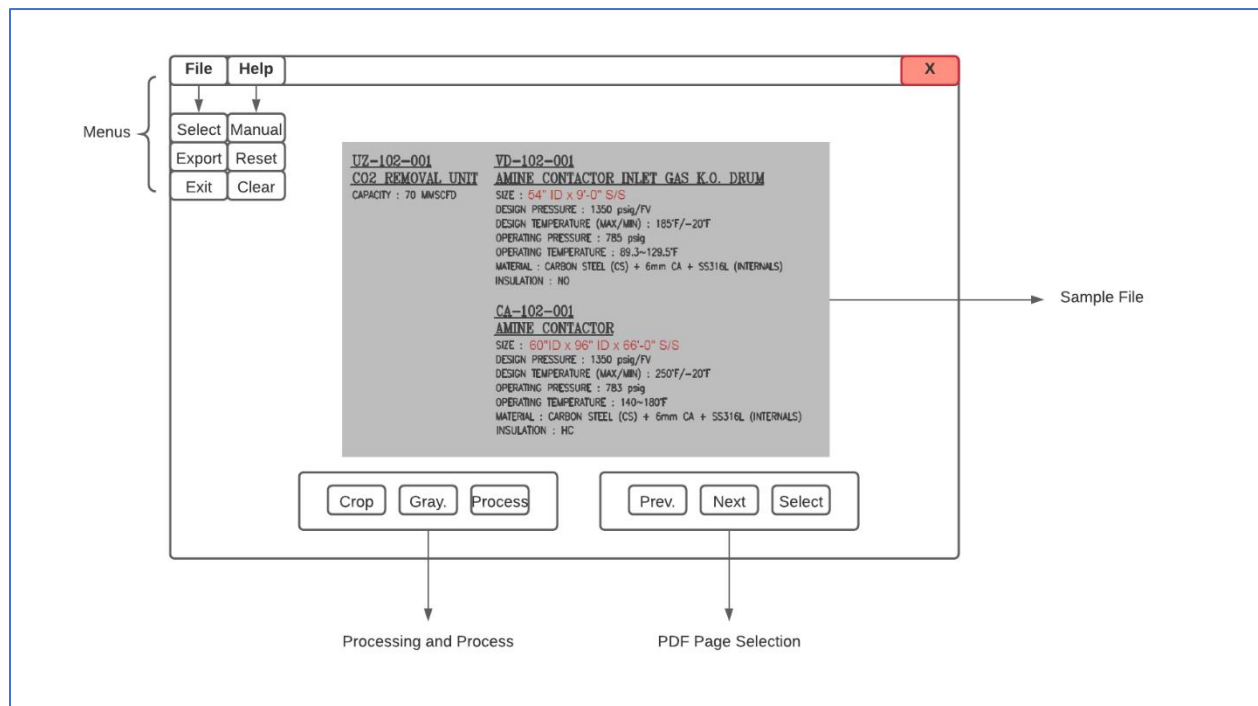 File Help X
Menus
Select Manual
Export Reset
Exit Clear
UZ-102-001
CO2 REMOVAL UNIT
CAPACITY : 70 MMSCFD
VD-102-001
AMINE CONTACTOR INLET GAS K.O. DRUM
SIZE : 54" ID x 9'-0" S/S
DESIGN PRESSURE : 1350 psig/FV
DESIGN TEMPERATURE (MAX/MIN) : 185°F/-20°F
OPERATING PRESSURE : 785 psig
OPERATING TEMPERATURE : 89.3~129.5°F
MATERIAL : CARBON STEEL (CS) + 6mm CA + SS316L (INTERNALS)
INSULATION : NO
CA-102-001
AMINE CONTACTOR
SIZE : 60"ID x 96" ID x 66'-0" S/S
DESIGN PRESSURE : 1350 psig/FV
DESIGN TEMPERATURE (MAX/MIN) : 250°F/-20°F
OPERATING PRESSURE : 783 psig
OPERATING TEMPERATURE : 140~180°F
MATERIAL : CARBON STEEL (CS) + 6mm CA + SS316L (INTERNALS)
INSULATION : HC
Sample File
Crop Gray. Process
Prev. Next Select
Processing and Process
PDF Page Selection